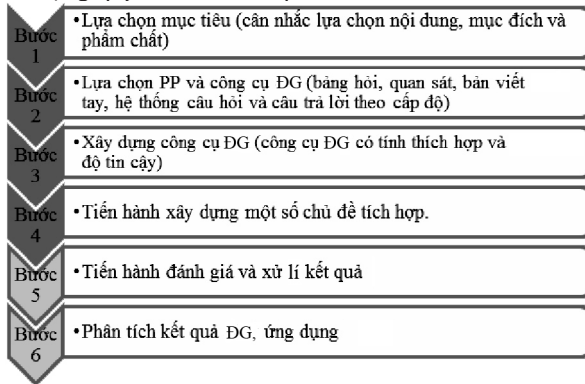 Bước 1
•Lựa chọn mục tiêu (cân nhắc lựa chọn nội dung, mục đích và
phẩm chất)
Bước 2
•Lựa chọn PP và công cụ ĐG (bảng hỏi, quan sát, bản viết
tay, hệ thống câu hỏi và câu trả lời theo cấp độ)
Bước 3
•Xây dựng công cụ ĐG (công cụ ĐG có tính thích hợp và
độ tin cậy)
Bước 4
•Tiến hành xây dựng một số chủ đề tích hợp.
Bước 5
•Tiến hành đánh giá và xử lí kết quả
Bước 6
•Phân tích kết quả ĐG, ứng dụng